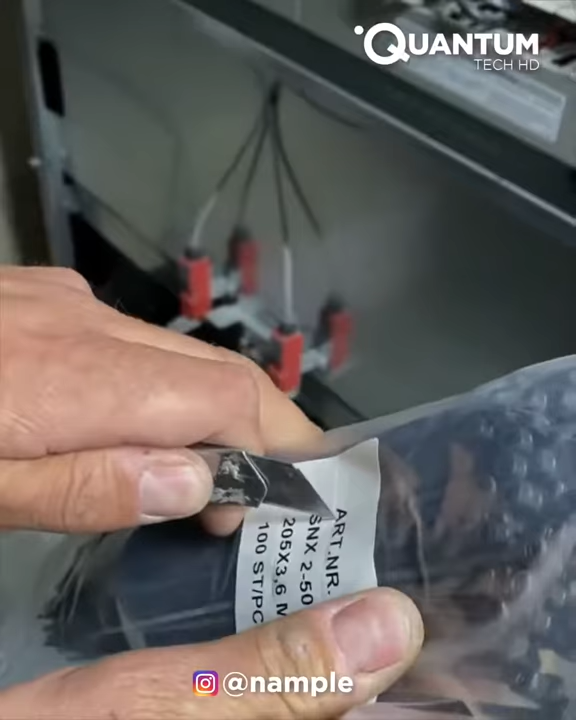 QUANTUM
TECH HD
ART.NR.
SNX 2-50
205X3,6 M
100 ST/PC
@nample